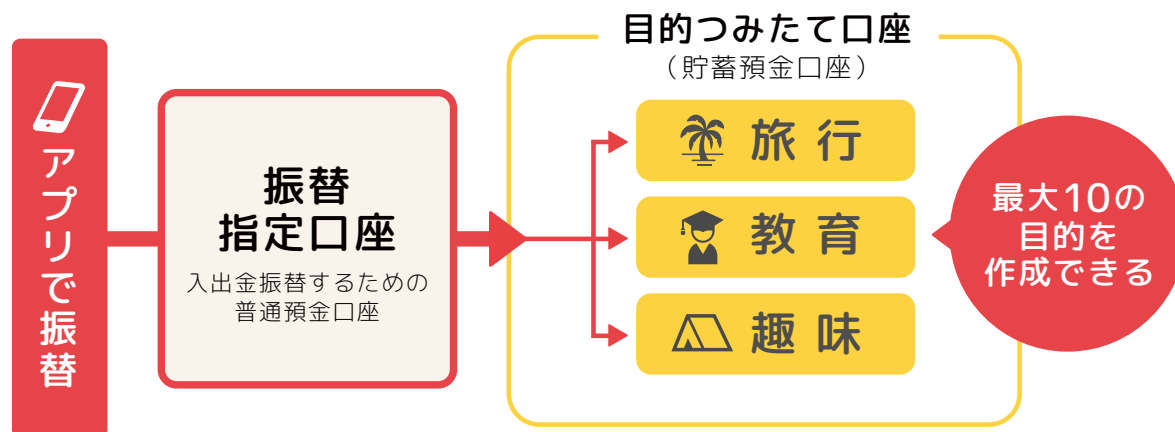 アプリで振替
振替
指定口座
入出金振替するための
普通預金口座
目的つみたて口座
（貯蓄預金口座）
旅行
教育
趣味
最大10の
目的を
作成できる